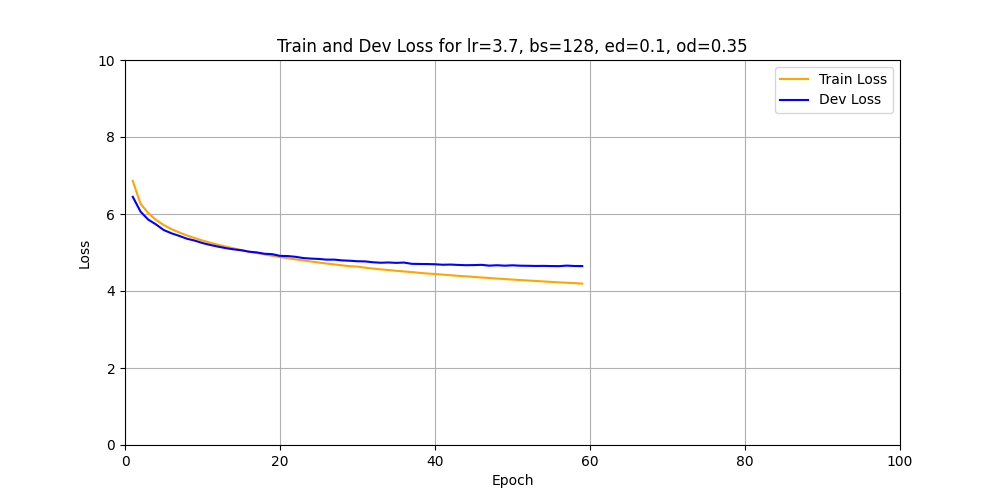 Train and Dev Loss for lr=3.7, bs=128, ed=0.1, od=0.35
Train Loss
Dev Loss
10
8
6
4
2
0
Loss
0 20 40 60 80 100
Epoch